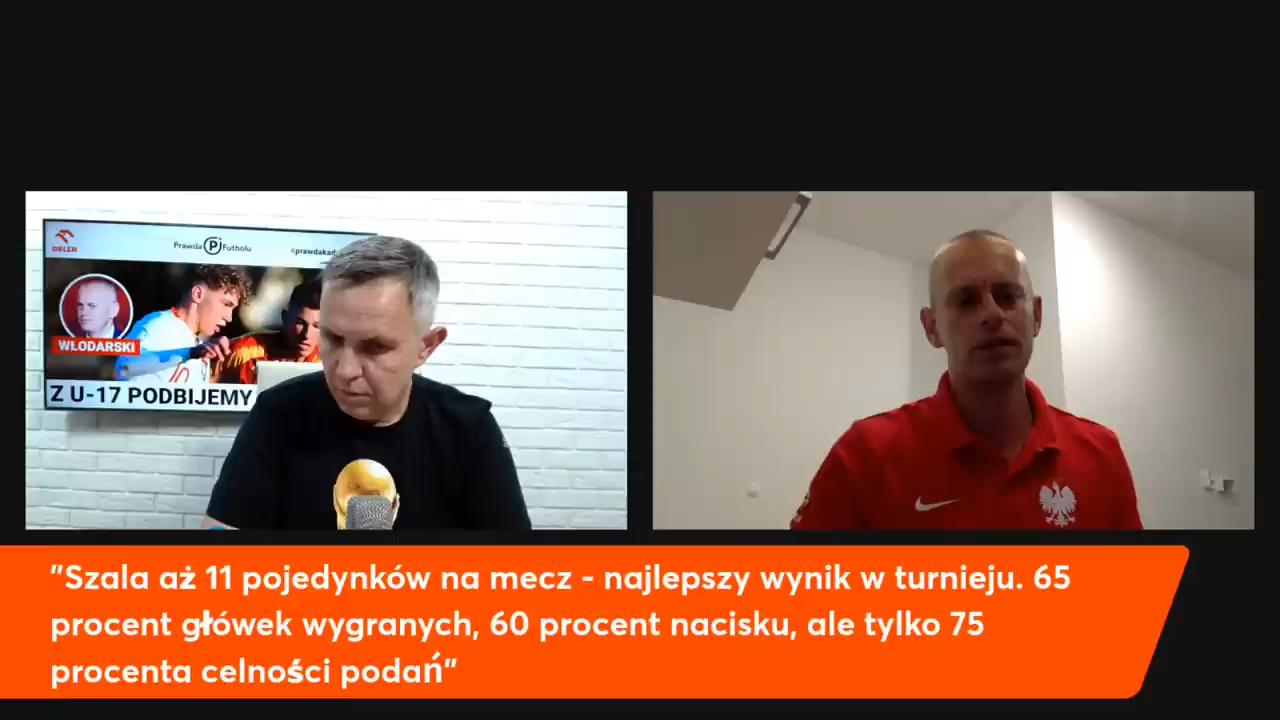 ORLEN
Prawda P Futbolu
#prawdakad
WŁODARSKI
10
Z U-17 PODBIJEMY
"Szala aż 11 pojedynków na mecz - najlepszy wynik w turnieju. 65
procent główek wygranych, 60 procent nacisku, ale tylko 75
procenta celności podań"